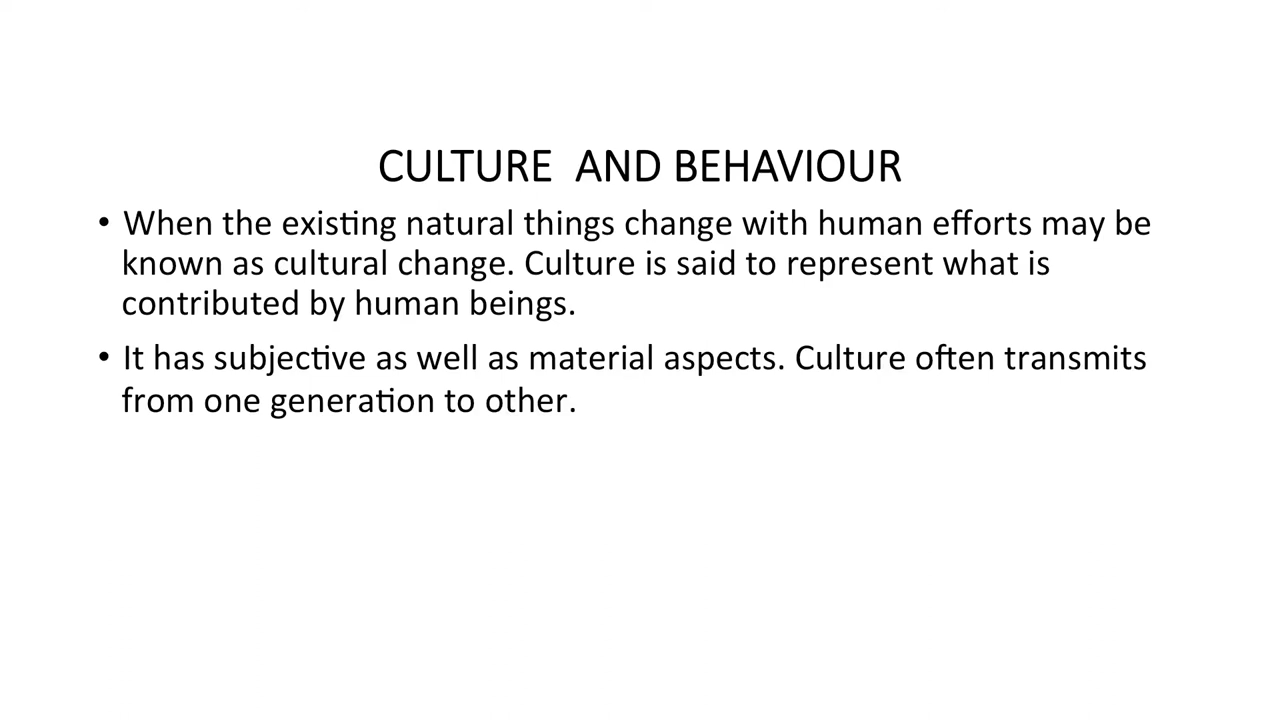 CULTURE  AND BEHAVIOUR
• When the existing natural things change with human efforts may be
known as cultural change. Culture is said to represent what is
contributed by human beings.
• It has subjective as well as material aspects. Culture often transmits
from one generation to other.